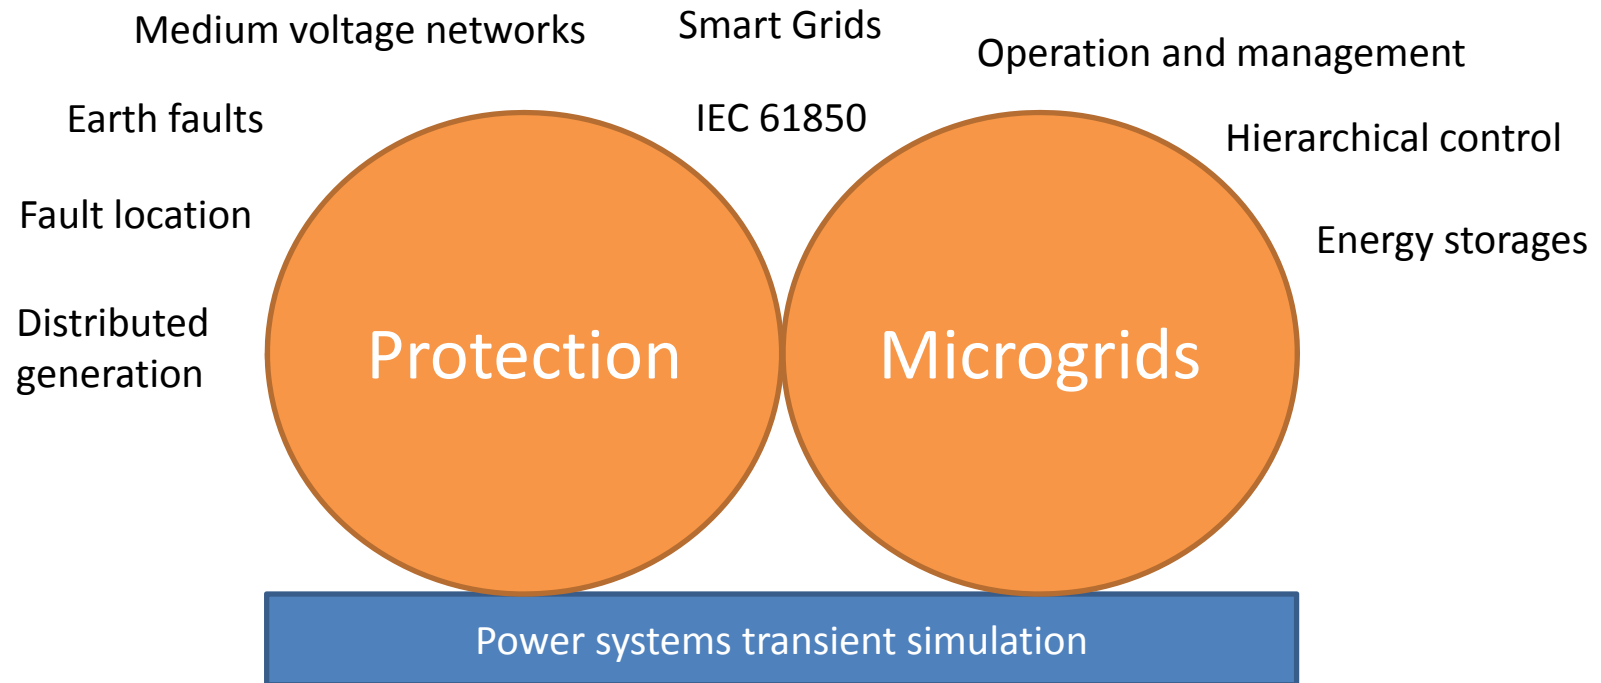 Medium voltage networks
Smart Grids
Operation and management
Earth faults
IEC 61850
Hierarchical control
Fault location
Energy storages
Distributed
generation
Protection
Microgrids
Power systems transient simulation